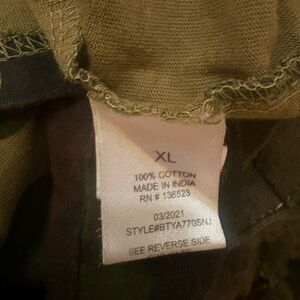 XL
100% COTTON
MADE IN INDIA
RN # 136523
03/2021
STYLE#BTYA770SNJ
SEE REVERSE SIDE